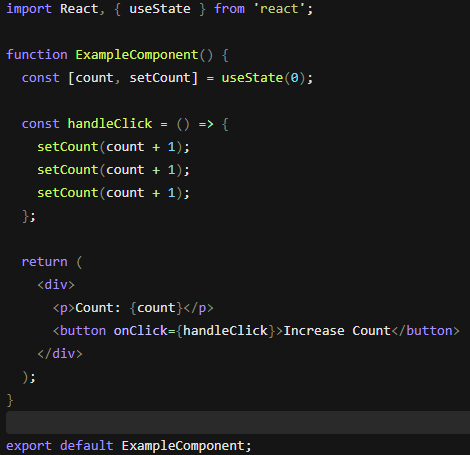 import React, { useState } from 'react';

function ExampleComponent() {
  const [count, setCount] = useState(0);

  const handleClick = () => {
    setCount(count + 1);
    setCount(count + 1);
    setCount(count + 1);
  };

  return (
    <div>
      <p>Count: {count}</p>
      <button onClick={handleClick}>Increase Count</button>
    </div>
  );
}

export default ExampleComponent;